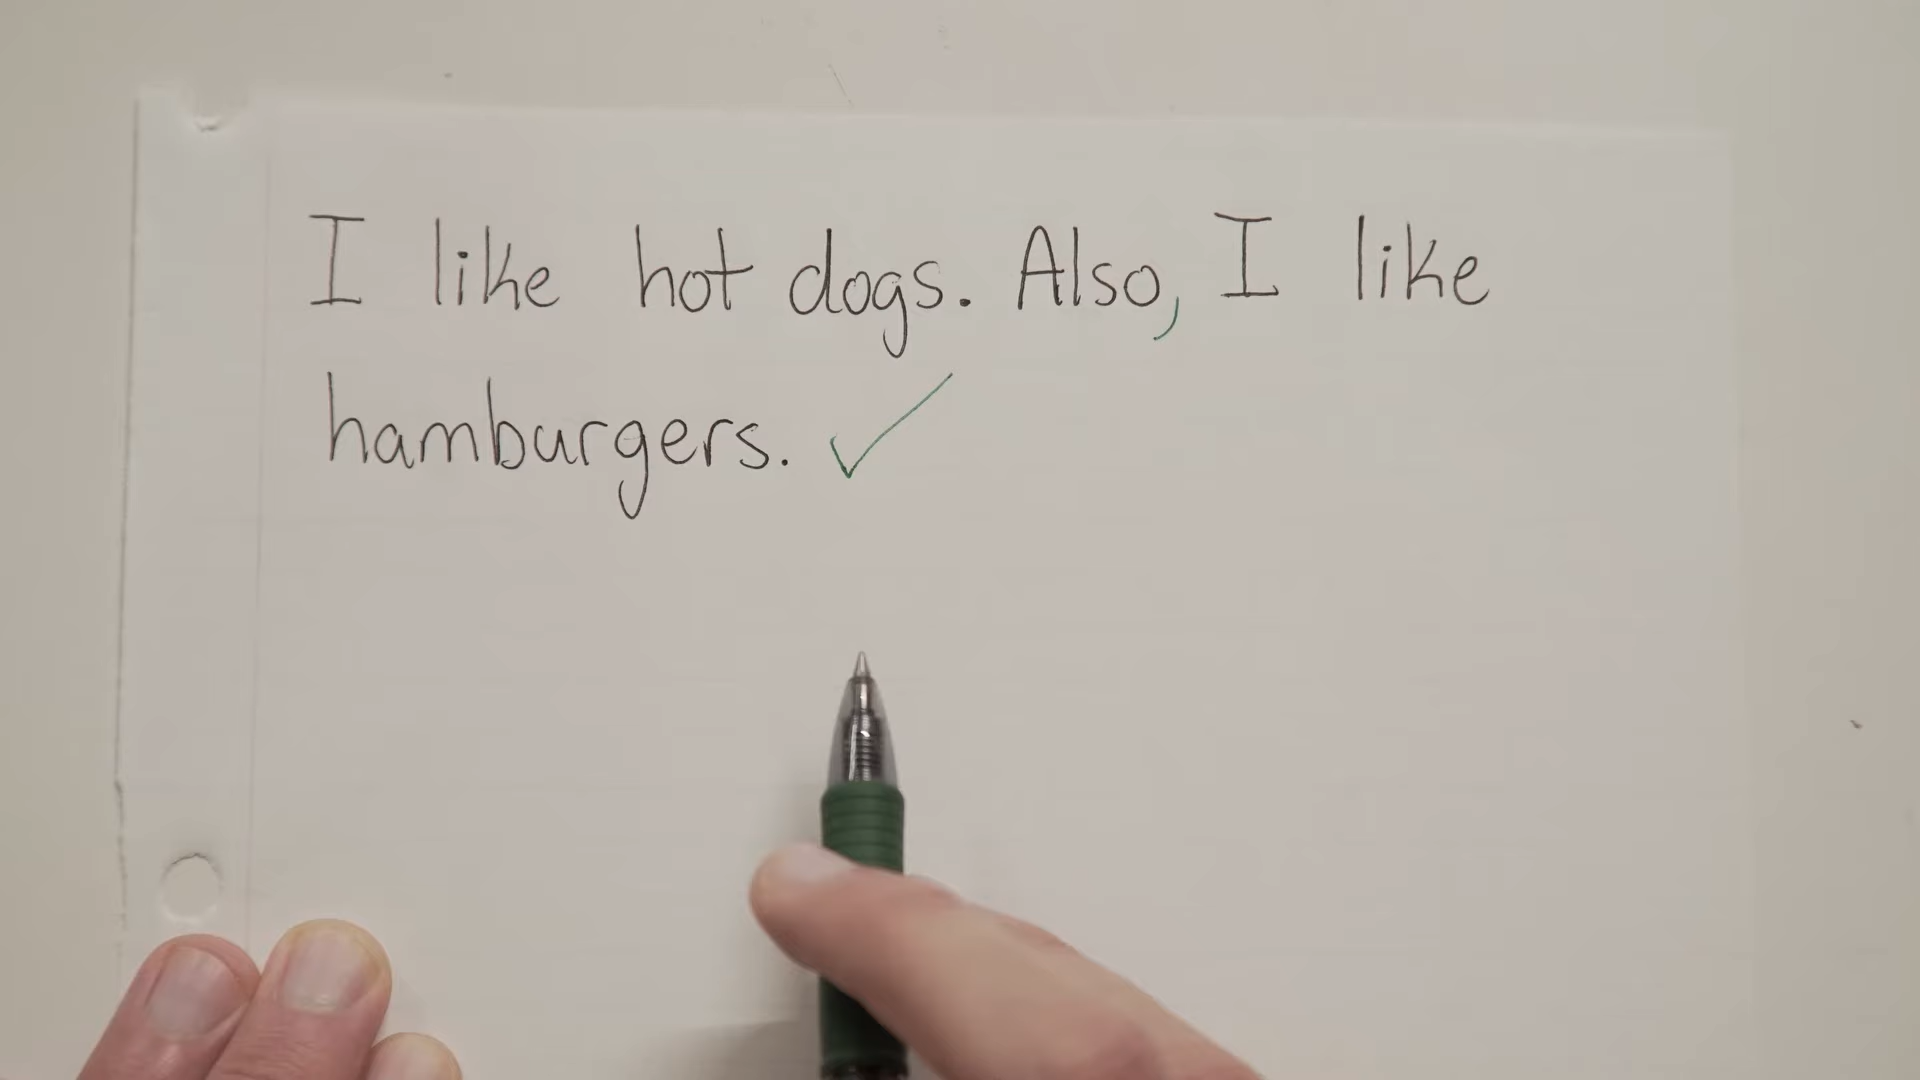 I like hot dogs. Also, I like
hamburgers. ✓